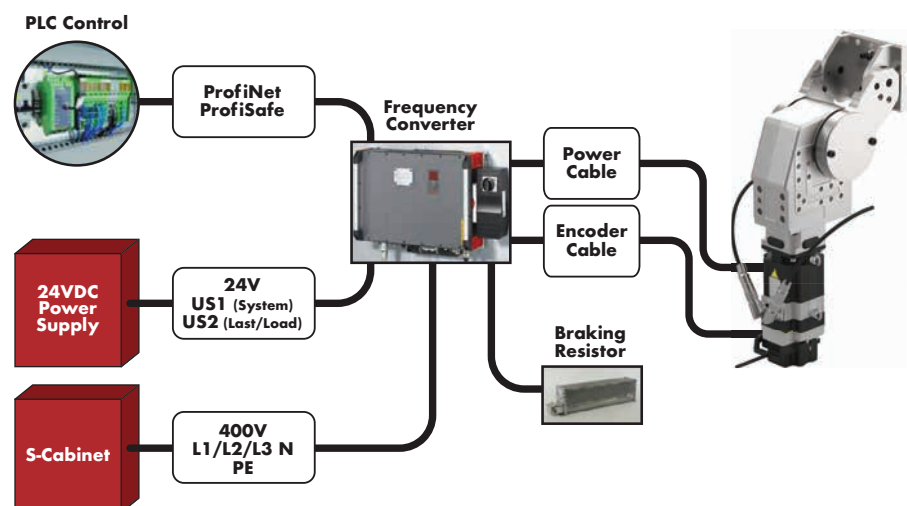 PLC Control
ProfiNet
ProfiSafe
Frequency
Converter
Power
Cable
Encoder
Cable
24VDC
Power
Supply
24V
US1 (System)
US2 (Last/Load)
Braking
Resistor
S-Cabinet
400V
L1/L2/L3 N
PE